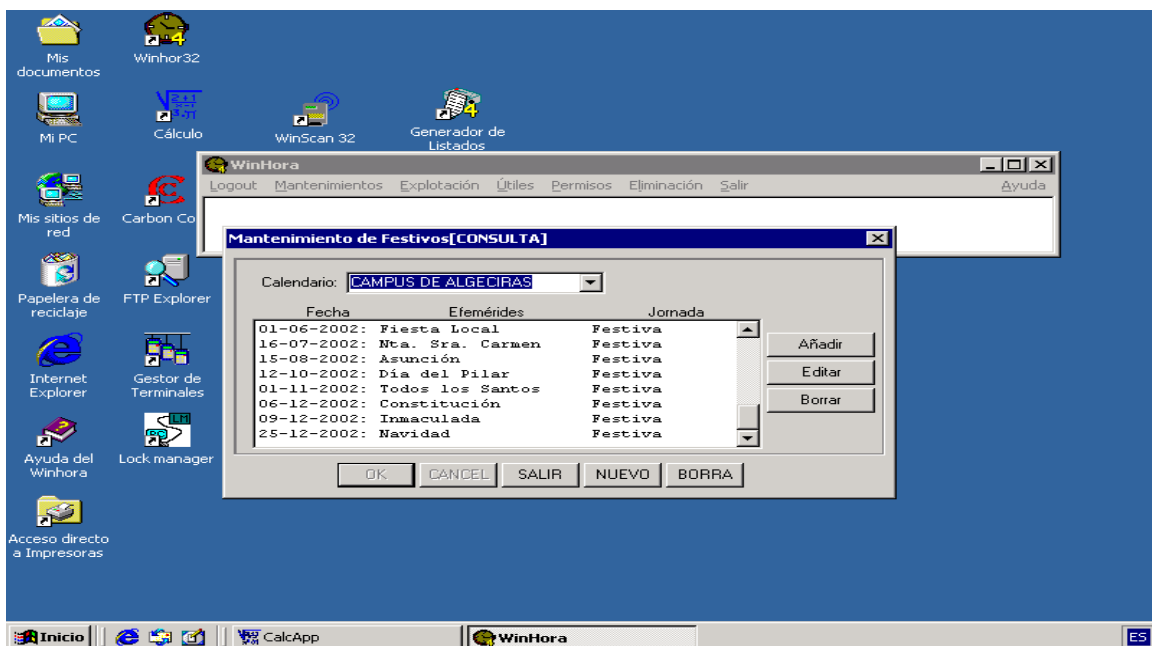 Mis documentos
Winhor32
Mi PC
Cálculo
WinScan 32
Generador de
Listados
WinHora
Logout Mantenimientos Explotación Útiles Permisos Eliminación Salir Ayuda
Mis sitios de
red
Carbon Co
Mantenimiento de Festivos[CONSULTA]
Calendario: CAMPUS DE ALGECIRAS
Fecha Efemérides Jornada
01-06-2002: Fiesta Local Festiva
16-07-2002: Nta. Sra. Carmen Festiva
15-08-2002: Asunción Festiva
12-10-2002: Día del Pilar Festiva
01-11-2002: Todos los Santos Festiva
06-12-2002: Constitución Festiva
09-12-2002: Inmaculada Festiva
25-12-2002: Navidad Festiva
Añadir
Editar
Borrar
OK CANCEL SALIR NUEVO BORRA
Papelera de
reciclaje
FTP Explorer
Internet
Explorer
Gestor de
Terminales
Ayuda del
Winhora
Lock manager
Acceso directo
a Impresoras
Inicio CalcApp WinHora ES